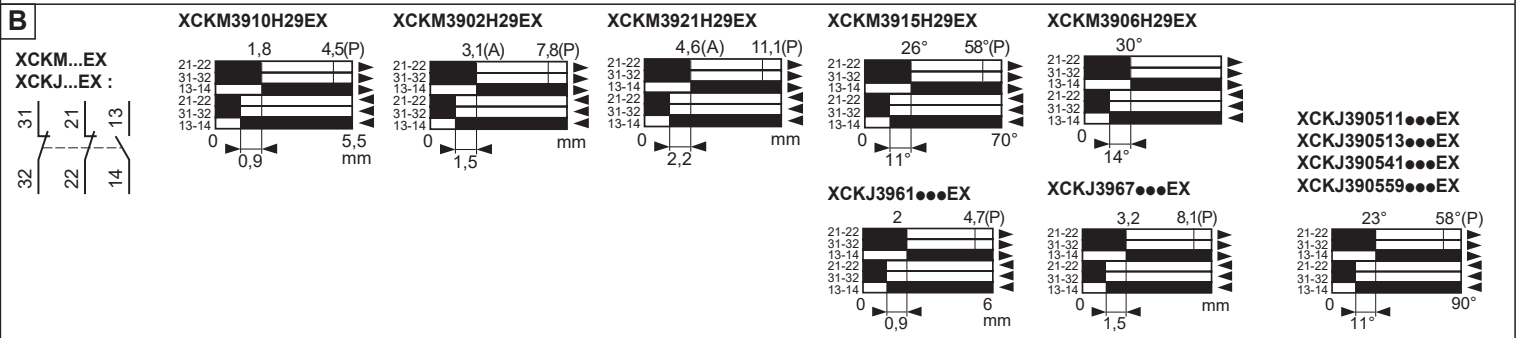 B
XCKM...EX
XCKJ...EX :
31 21 13
32 22 14
XCKM3910H29EX
1,8 4,5(P)
21-22
31-32
13-14
21-22
31-32
13-14
0 5,5
0,9 mm
XCKM3902H29EX
3,1(A) 7,8(P)
21-22
31-32
13-14
21-22
31-32
13-14
0 mm
1,5
XCKM3921H29EX
4,6(A) 11,1(P)
21-22
31-32
13-14
21-22
31-32
13-14
0 mm
2,2
XCKM3915H29EX
26° 58°(P)
21-22
31-32
13-14
21-22
31-32
13-14
0 70°
11°
XCKM3906H29EX
30°
21-22
31-32
13-14
21-22
31-32
13-14
0
14°
XCKJ3961●●●EX
2 4,7(P)
21-22
31-32
13-14
21-22
31-32
13-14
0 6
0,9 mm
XCKJ3967●●●EX
3,2 8,1(P)
21-22
31-32
13-14
21-22
31-32
13-14
0 mm
1,5
XCKJ390511●●●EX
XCKJ390513●●●EX
XCKJ390541●●●EX
XCKJ390559●●●EX
23° 58°(P)
21-22
31-32
13-14
21-22
31-32
13-14
0 90°
11°